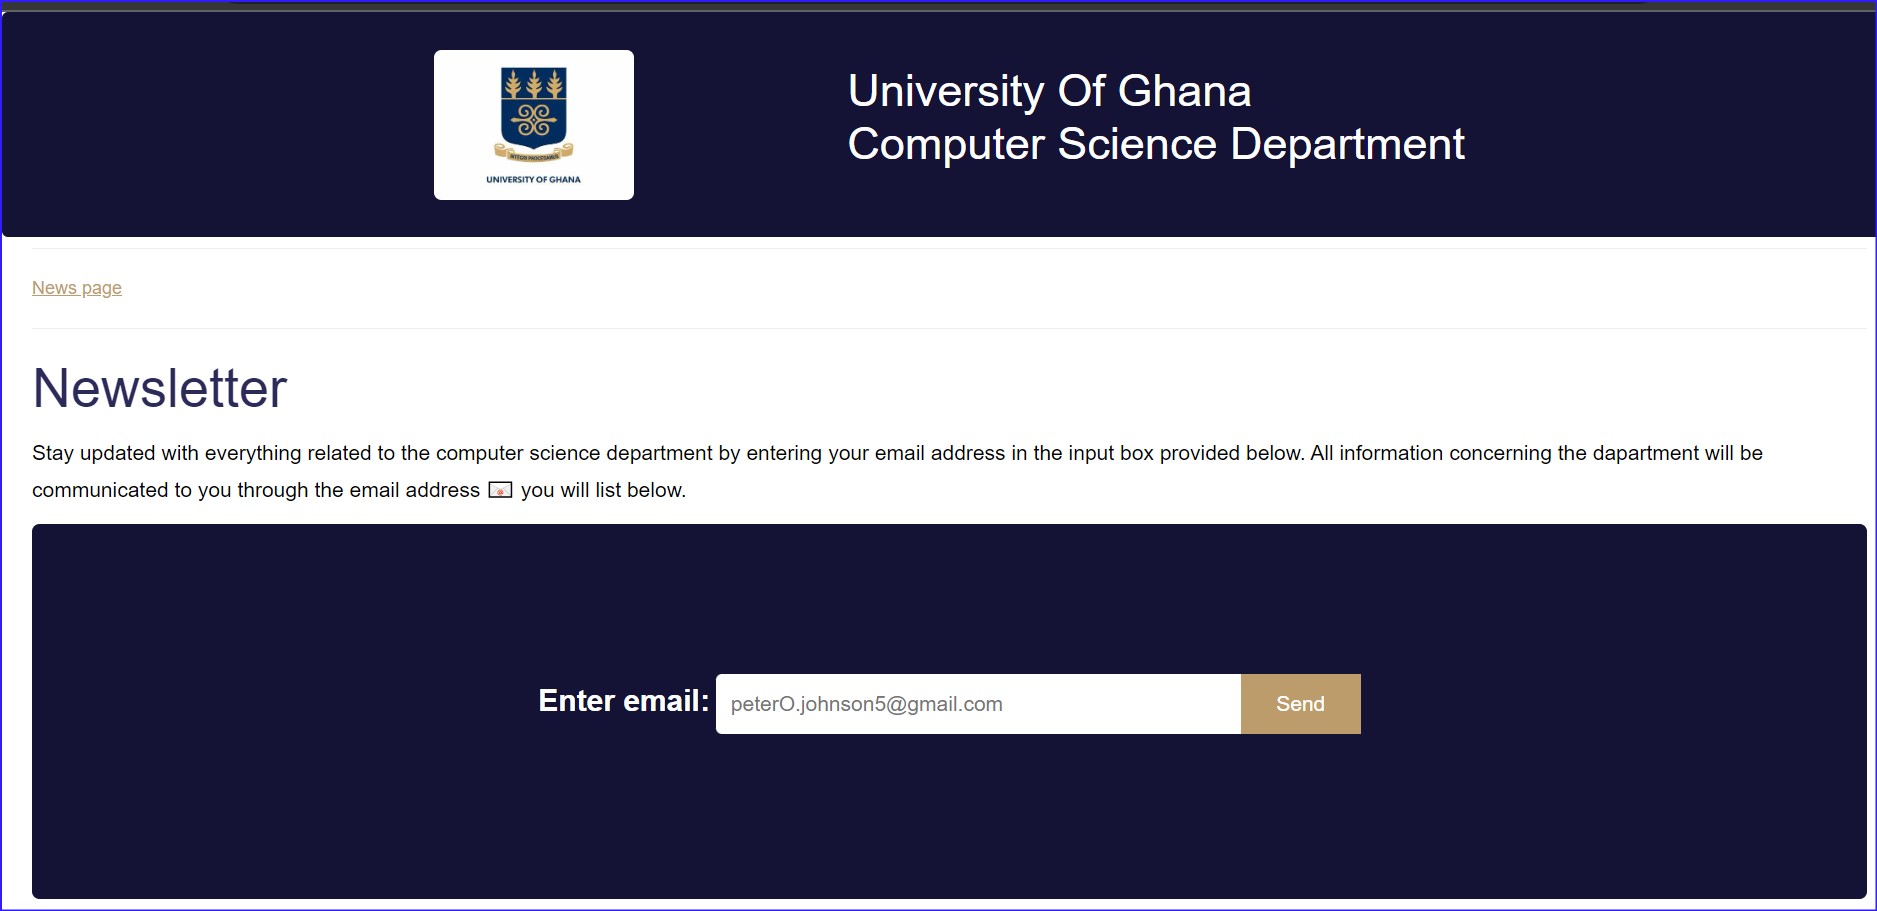 INTEGRI PROCEDAMUS
UNIVERSITY OF GHANA
University Of Ghana
Computer Science Department
News page
Newsletter
Stay updated with everything related to the computer science department by entering your email address in the input box provided below. All information concerning the dapartment will be
communicated to you through the email address 📧 you will list below.
Enter email: peterO.johnson5@gmail.com Send